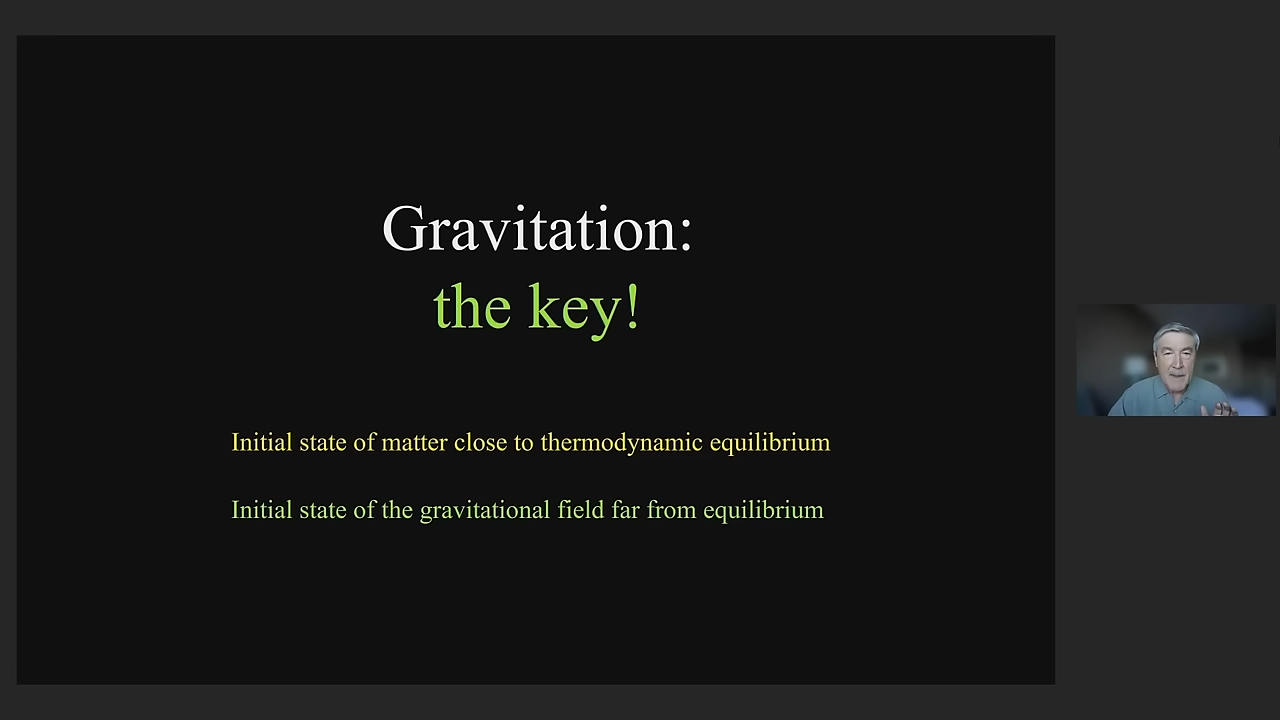 Gravitation:
the key!
Initial state of matter close to thermodynamic equilibrium
Initial state of the gravitational field far from equilibrium